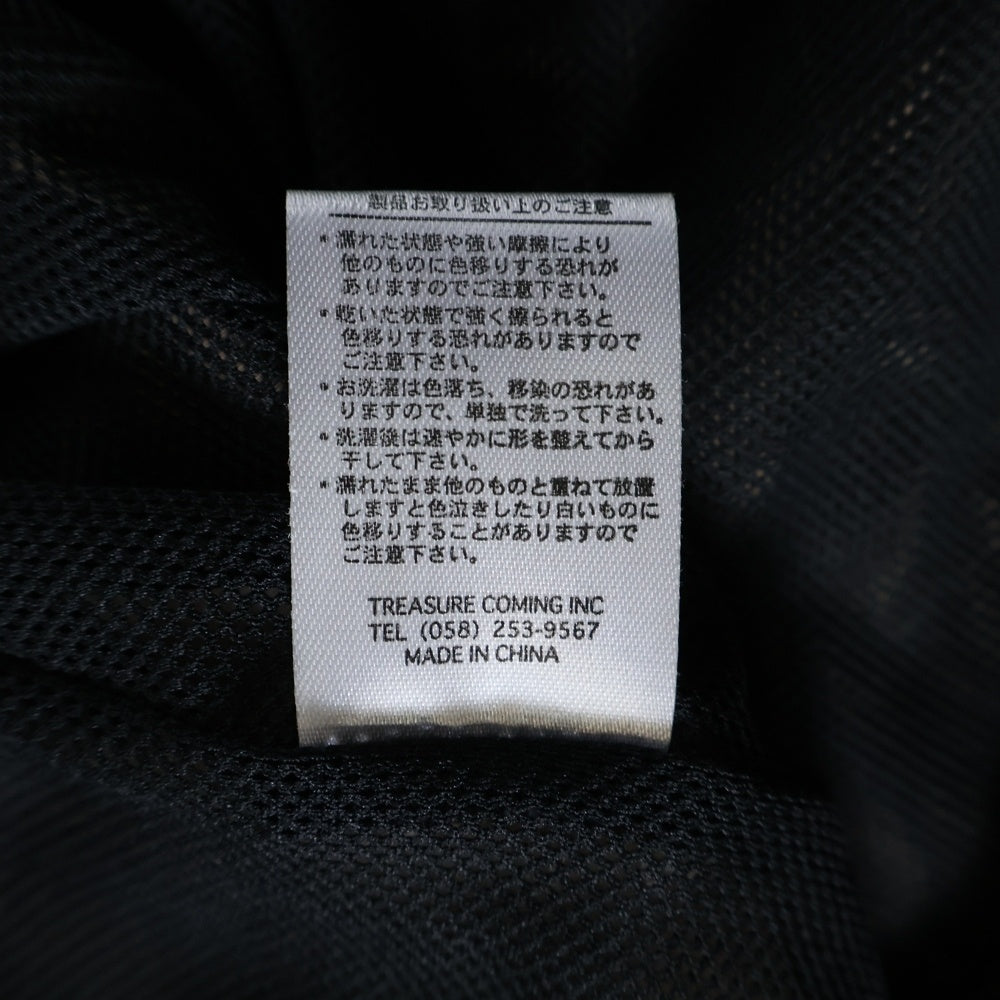 製品お取り扱い上のご注意
・濡れた状態や強い摩擦により
他のものに色移りする恐れが
ありますのでご注意下さい。
・乾いた状態で強く擦られると
色移りする恐れがありますので
ご注意下さい。
・お洗濯は色落ち、移染の恐れがあ
りますので、単独で洗って下さい。
・洗濯後は速やかに形を整えてから
干して下さい。
・濡れたまま他のものと重ねて放置
しますと色泣きしたり白いものに
色移りすることがありますので
ご注意下さい。
TREASURE COMING INC
TEL (058) 253-9567
MADE IN CHINA